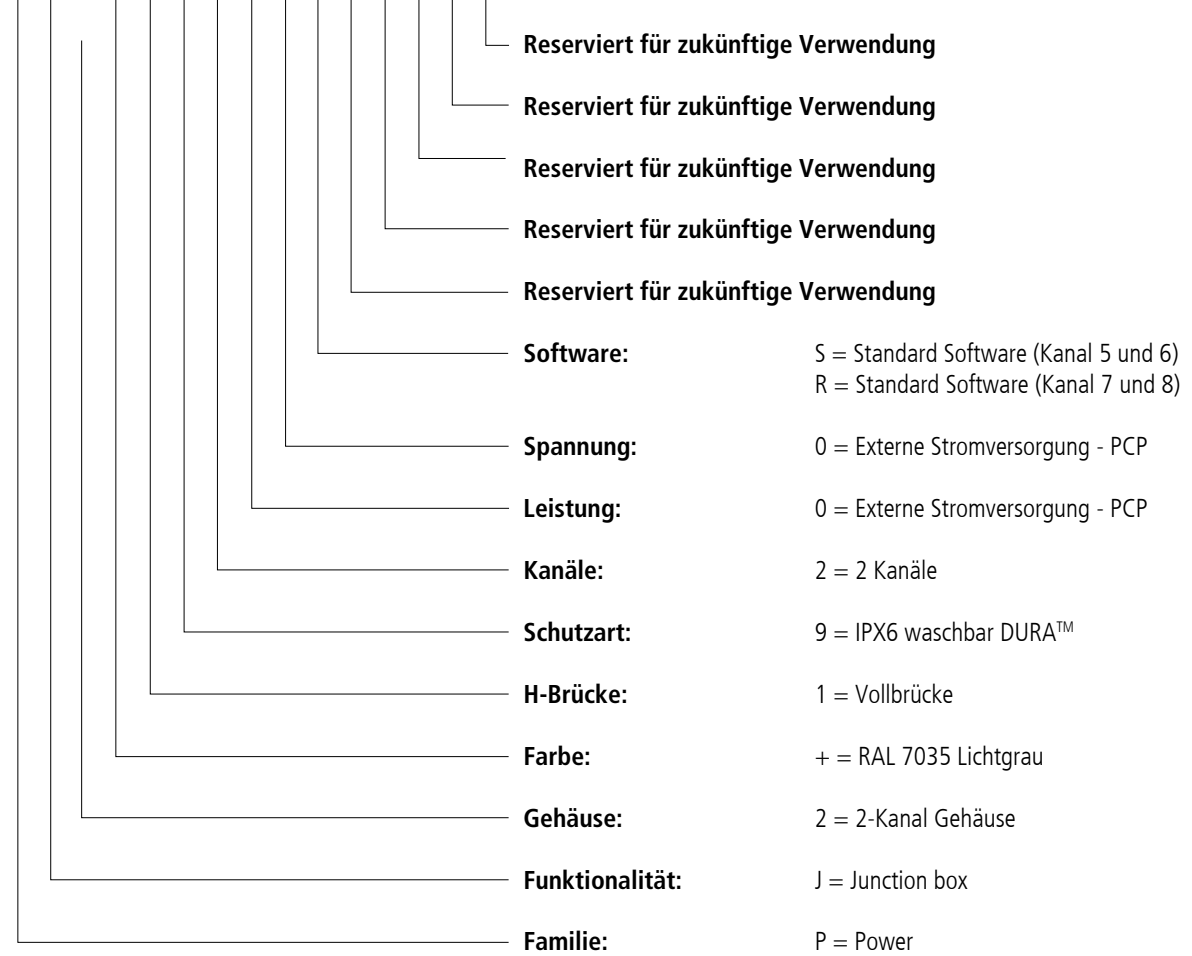 Reserviert für zukünftige Verwendung
Reserviert für zukünftige Verwendung
Reserviert für zukünftige Verwendung
Reserviert für zukünftige Verwendung
Reserviert für zukünftige Verwendung
Software: S = Standard Software (Kanal 5 und 6)
R = Standard Software (Kanal 7 und 8)
Spannung: 0 = Externe Stromversorgung - PCP
Leistung: 0 = Externe Stromversorgung - PCP
Kanäle: 2 = 2 Kanäle
Schutzart: 9 = IPX6 waschbar DURA™
H-Brücke: 1 = Vollbrücke
Farbe: + = RAL 7035 Lichtgrau
Gehäuse: 2 = 2-Kanal Gehäuse
Funktionalität: J = Junction box
Familie: P = Power